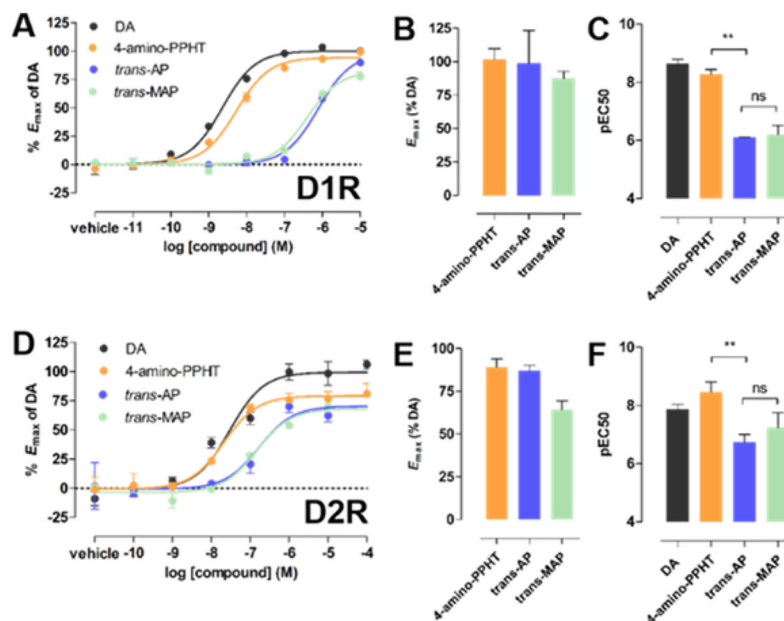 A
DA
4-amino-PPHT
trans-AP
trans-MAP
% Emax of DA
125
100
75
50
25
0
-25
D1R
vehicle -11 -10 -9 -8 -7 -6 -5
log [compound] (M)
B
Emax (% DA)
125
100
75
50
25
0
4-amino-PPHT
trans-AP
trans-MAP
C
pEC50
10
8
6
4
**
ns
DA
4-amino-PPHT
trans-AP
trans-MAP
D
DA
4-amino-PPHT
trans-AP
trans-MAP
% Emax of DA
125
100
75
50
25
0
-25
D2R
vehicle -10 -9 -8 -7 -6 -5 -4
log [compound] (M)
E
Emax (% DA)
100
75
50
25
0
4-amino-PPHT
trans-AP
trans-MAP
F
pEC50
10
8
6
4
**
ns
DA
4-amino-PPHT
trans-AP
trans-MAP